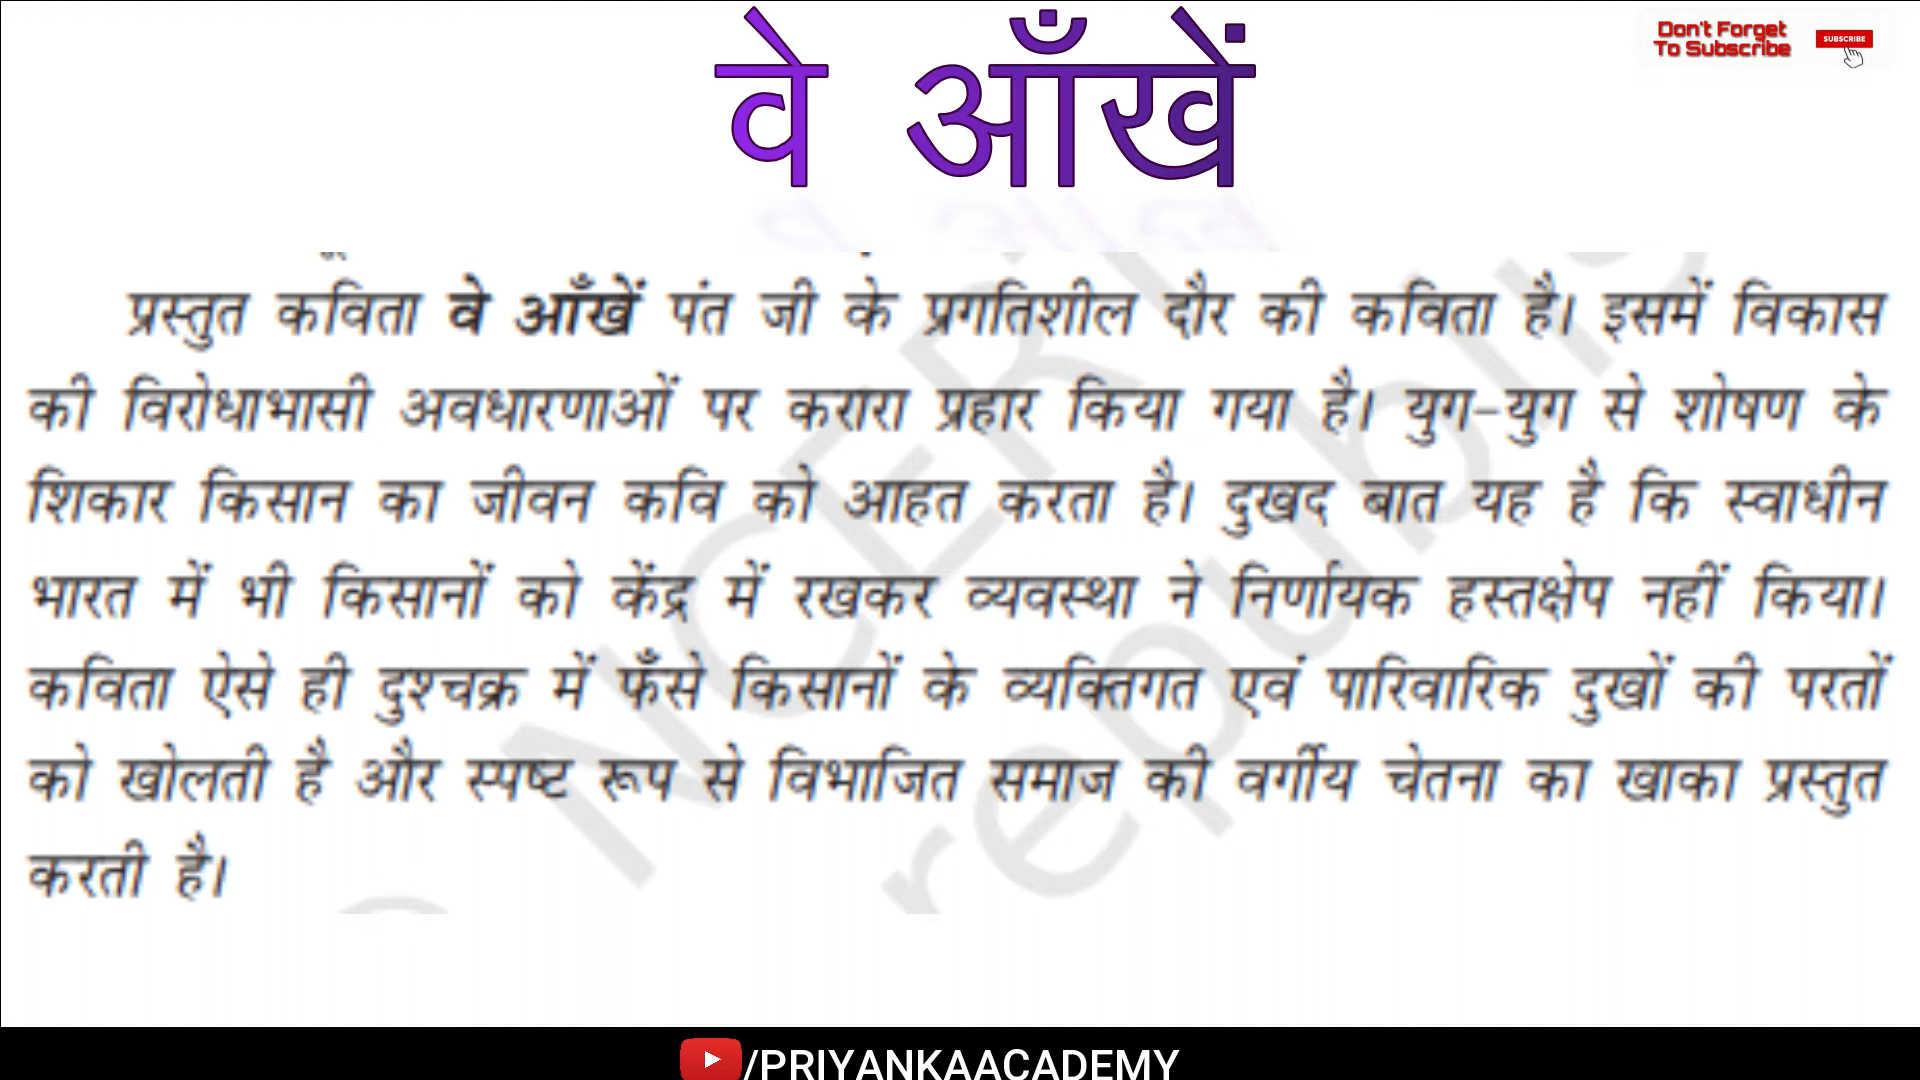 वे आँखें
Don't Forget
To Subscribe
SUBSCRIBE
प्रस्तुत कविता वे आँखें पंत जी के प्रगतिशील दौर की कविता है। इसमें विकास
की विरोधाभासी अवधारणाओं पर करारा प्रहार किया गया है। युग-युग से शोषण के
शिकार किसान का जीवन कवि को आहत करता है। दुखद बात यह है कि स्वाधीन
भारत में भी किसानों को केंद्र में रखकर व्यवस्था ने निर्णायक हस्तक्षेप नहीं किया।
कविता ऐसे ही दुश्चक्र में फँसे किसानों के व्यक्तिगत एवं पारिवारिक दुखों की परतों
को खोलती है और स्पष्ट रूप से विभाजित समाज की वर्गीय चेतना का खाका प्रस्तुत
करती है।
NCERT
republis
/PRIYANKAACADEMY